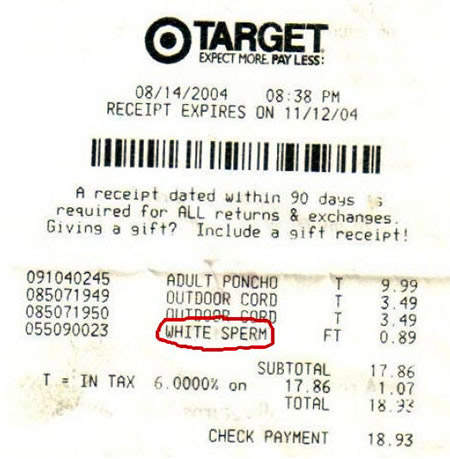 TARGET
EXPECT MORE. PAY LESS:
08/14/2004 08:38 PM
RECEIPT EXPIRES ON 11/12/04
A receipt dated within 90 days is
required for ALL returns & exchanges.
Giving a gift? Include a gift receipt!
091040245 ADULT PONCHO T 9.99
085071949 OUTDOOR CORD T 3.49
085071950 OUTDOOR CORD T 3.49
055090023 WHITE SPERM FT 0.89
SUBTOTAL 17.86
T = IN TAX 6.0000% on 17.86 1.07
TOTAL 18.93
CHECK PAYMENT 18.93